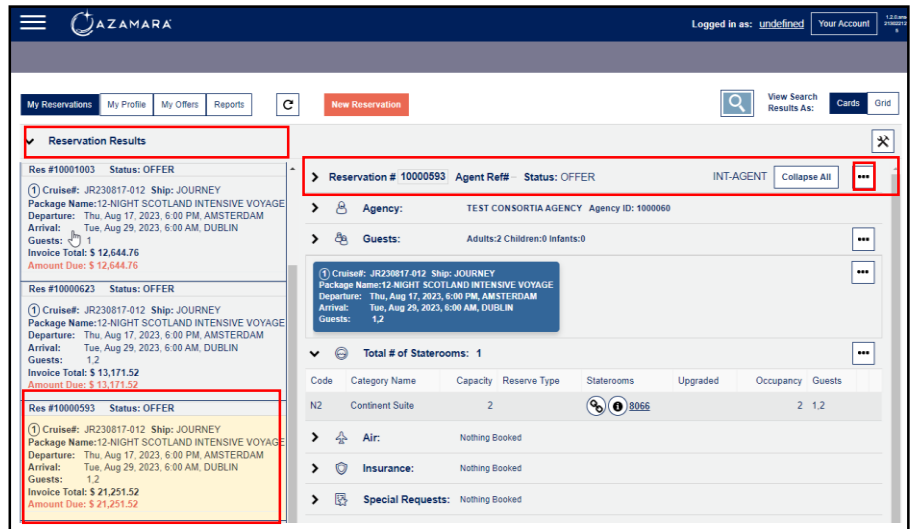 AZAMARA
Logged in as: undefined Your Account
My Reservations My Profile My Offers Reports C New Reservation View Search Results As: Cards Grid
Reservation Results
Res #10001003 Status: OFFER
1 Cruise#: JR230817-012 Ship: JOURNEY
Package Name:12-NIGHT SCOTLAND INTENSIVE VOYAGE
Departure: Thu, Aug 17, 2023, 6:00 PM, AMSTERDAM
Arrival: Tue, Aug 29, 2023, 6:00 AM, DUBLIN
Guests: 1
Invoice Total: $ 12,644.76
Amount Due: $ 12,644.76
Res #10000623 Status: OFFER
1 Cruise#: JR230817-012 Ship: JOURNEY
Package Name:12-NIGHT SCOTLAND INTENSIVE VOYAGE
Departure: Thu, Aug 17, 2023, 6:00 PM, AMSTERDAM
Arrival: Tue, Aug 29, 2023, 6:00 AM, DUBLIN
Guests: 1,2
Invoice Total: $ 13,171.52
Amount Due: $ 13,171.52
Res #10000593 Status: OFFER
1 Cruise#: JR230817-012 Ship: JOURNEY
Package Name:12-NIGHT SCOTLAND INTENSIVE VOYAGE
Departure: Thu, Aug 17, 2023, 6:00 PM, AMSTERDAM
Arrival: Tue, Aug 29, 2023, 6:00 AM, DUBLIN
Guests: 1,2
Invoice Total: $ 21,251.52
Amount Due: $ 21,251.52
Reservation # 10000593 Agent Ref# - Status: OFFER INT-AGENT Collapse All
Agency: TEST CONSORTIA AGENCY Agency ID: 1000060
Guests: Adults:2 Children:0 Infants:0
1 Cruise#: JR230817-012 Ship: JOURNEY
Package Name:12-NIGHT SCOTLAND INTENSIVE VOYAGE
Departure: Thu, Aug 17, 2023, 6:00 PM, AMSTERDAM
Arrival: Tue, Aug 29, 2023, 6:00 AM, DUBLIN
Guests: 1,2
Total # of Staterooms: 1
Code Category Name Capacity Reserve Type Staterooms Upgraded Occupancy Guests
N2 Continent Suite 2 8066 2 1,2
Air: Nothing Booked
Insurance: Nothing Booked
Special Requests: Nothing Booked